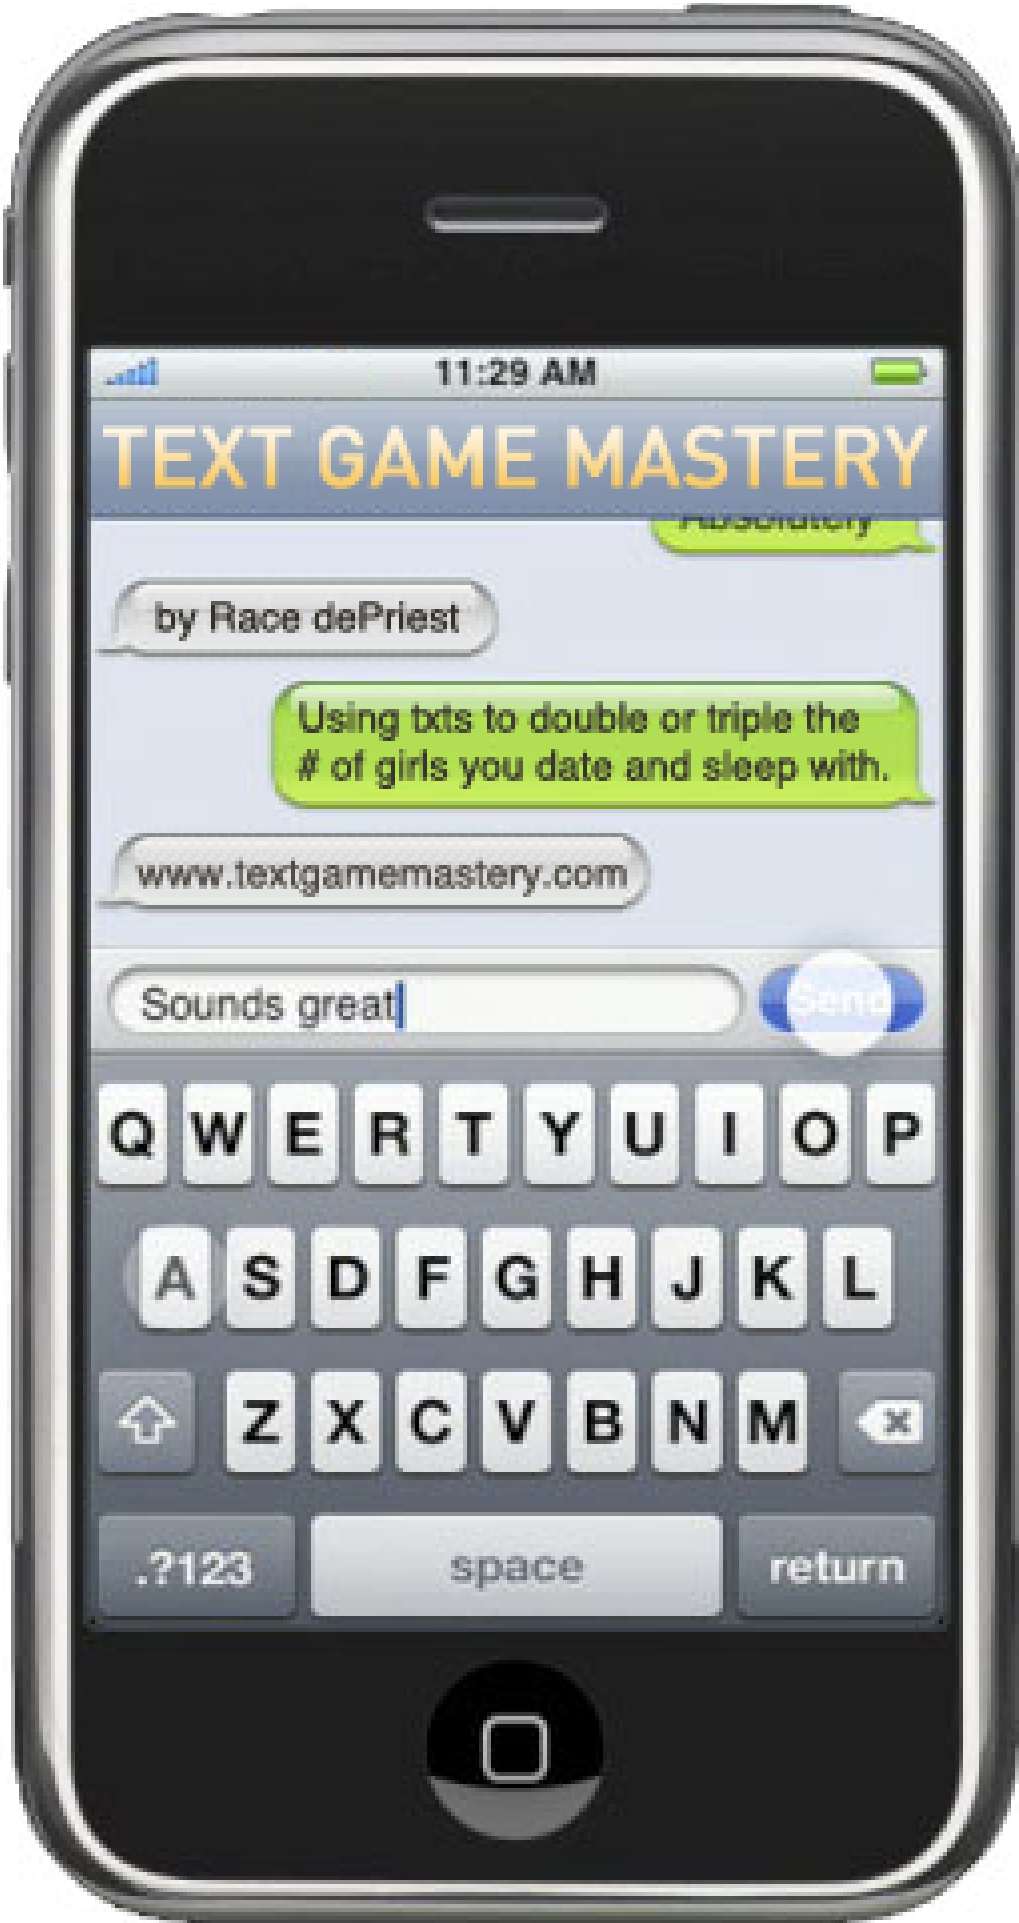 11:29 AM
TEXT GAME MASTERY
Absolutely
by Race dePriest
Using txts to double or triple the
# of girls you date and sleep with.
www.textgamemastery.com
Sounds great
Send
Q W E R T Y U I O P
A S D F G H J K L
Z X C V B N M
.?123 space return